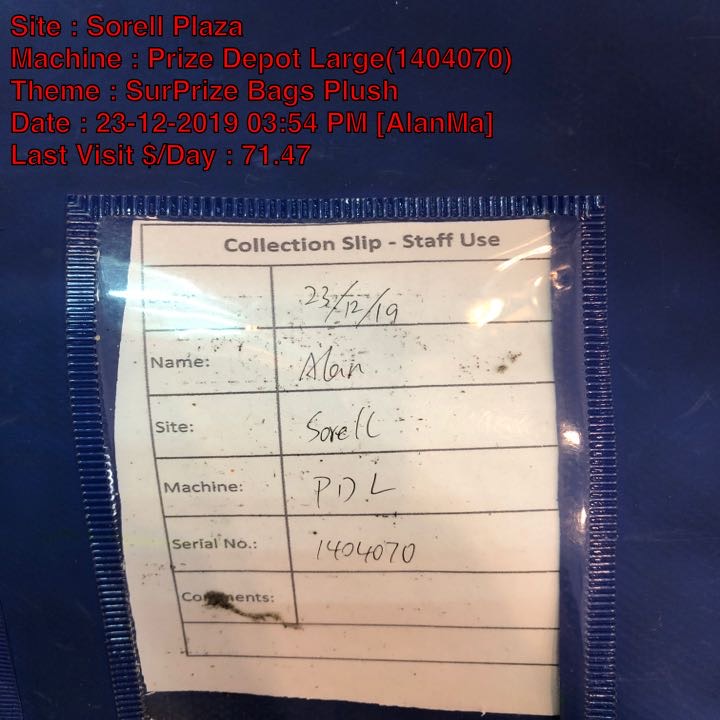 Site : Sorell Plaza
Machine : Prize Depot Large(1404070)
Theme : SurPrize Bags Plush
Date : 23-12-2019 03:54 PM [AlanMa]
Last Visit $/Day : 71.47
Collection Slip - Staff Use
23/12/19
Name: Alan
Site: Sorell
Machine: PDL
Serial No.: 1404070
Comments: